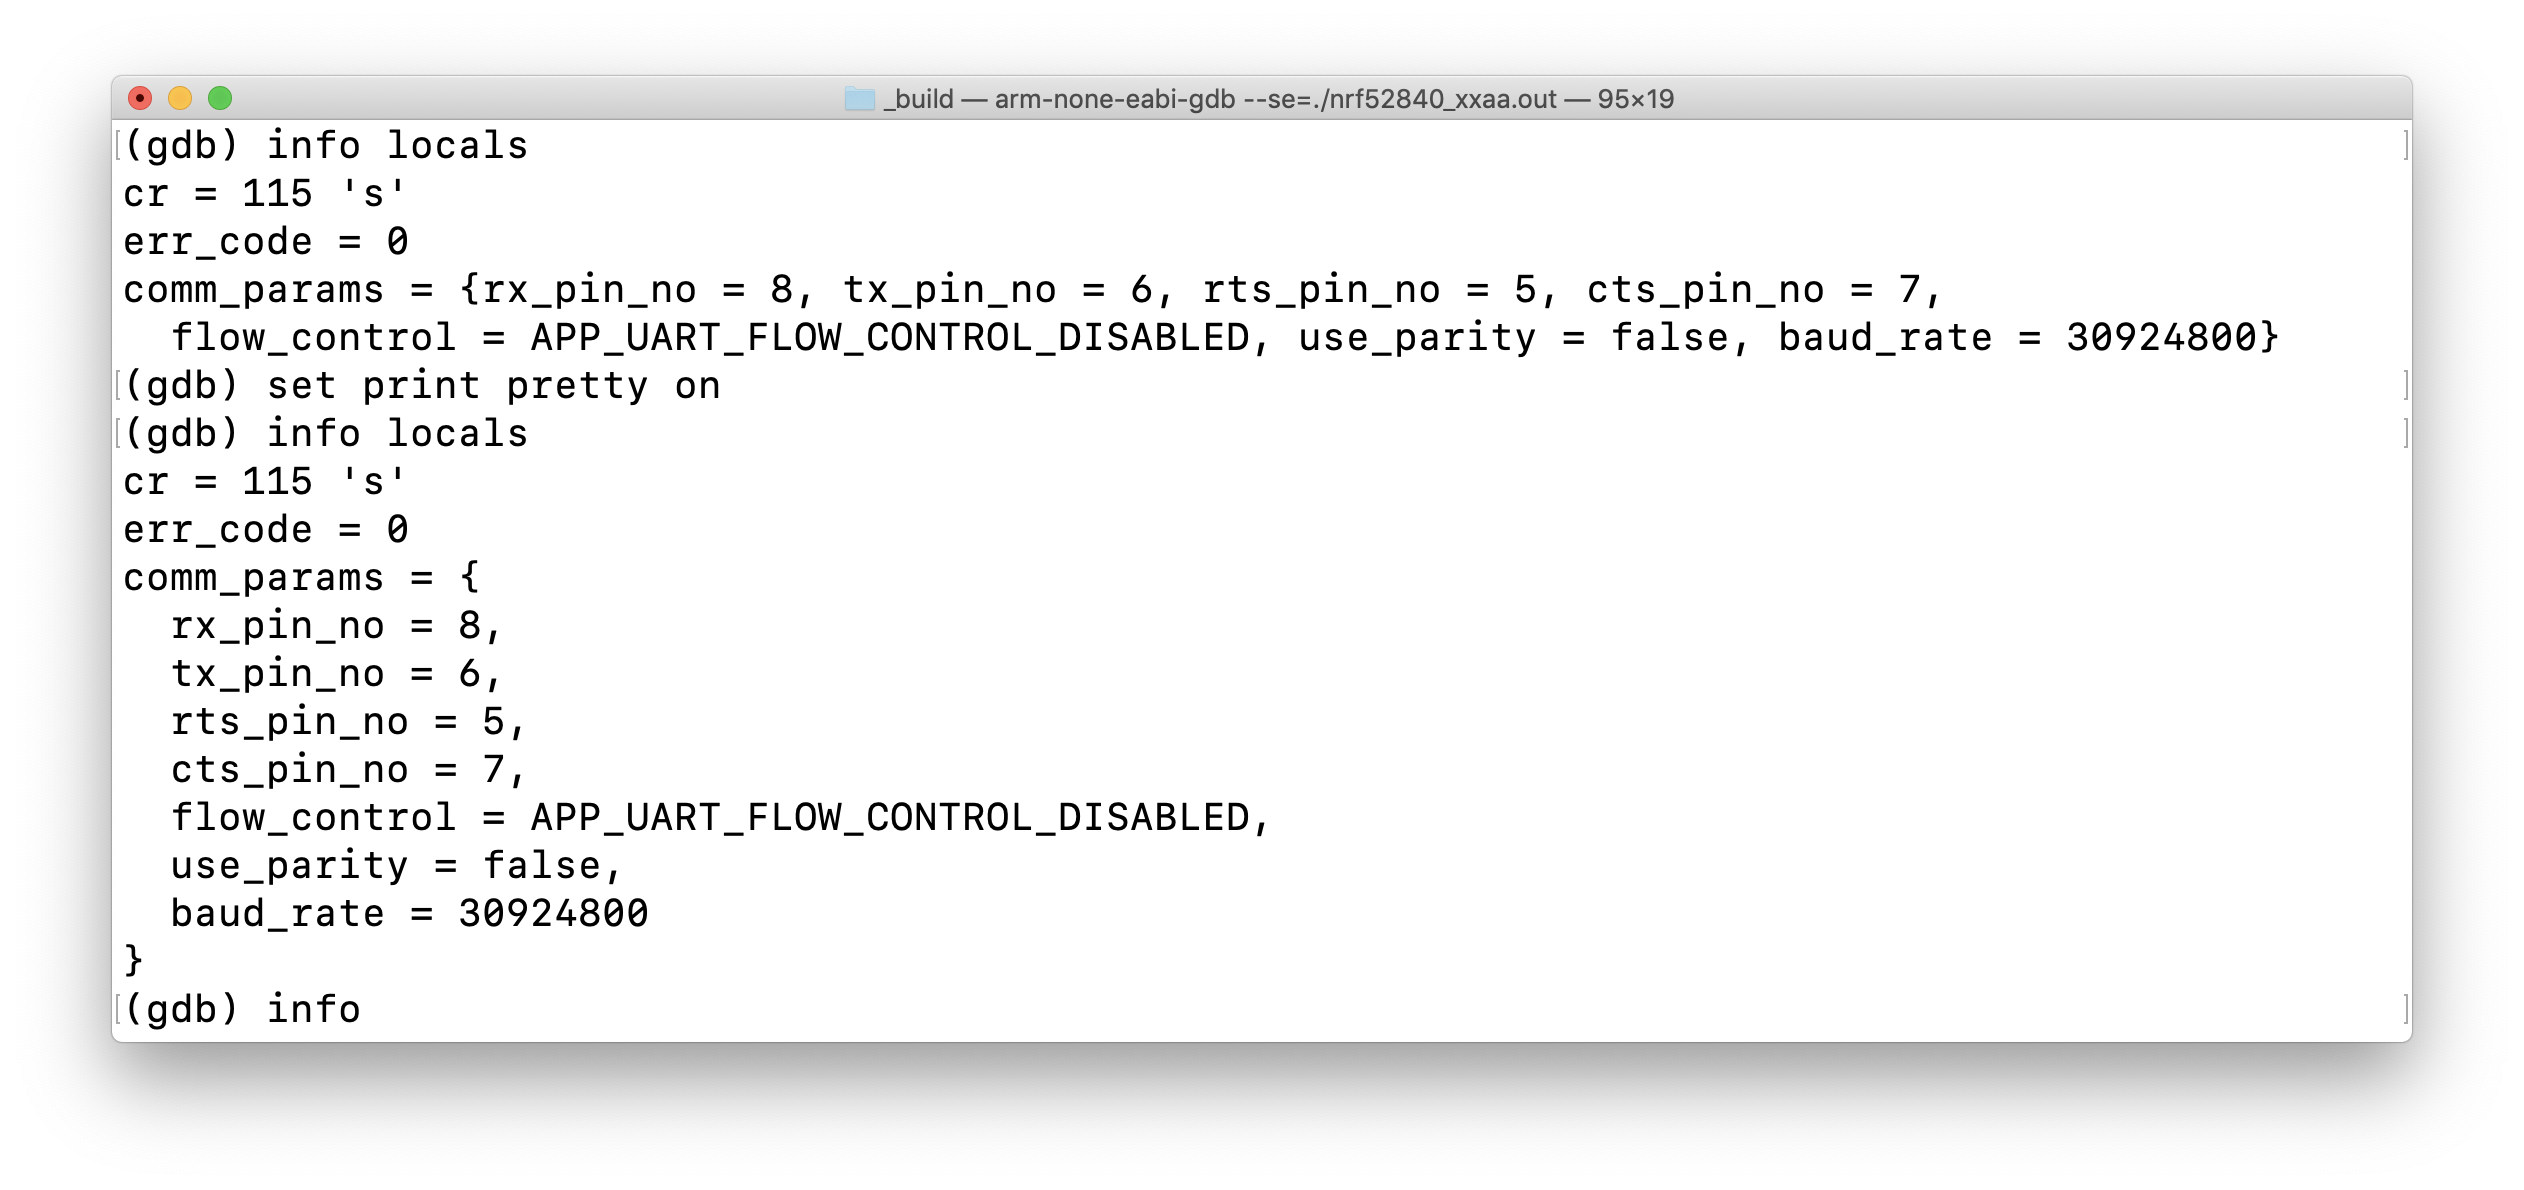 _build — arm-none-eabi-gdb --se=./nrf52840_xxaa.out — 95×19
[(gdb) info locals ]
cr = 115 's'
err_code = 0
comm_params = {rx_pin_no = 8, tx_pin_no = 6, rts_pin_no = 5, cts_pin_no = 7,
  flow_control = APP_UART_FLOW_CONTROL_DISABLED, use_parity = false, baud_rate = 30924800}
[(gdb) set print pretty on ]
[(gdb) info locals ]
cr = 115 's'
err_code = 0
comm_params = {
  rx_pin_no = 8,
  tx_pin_no = 6,
  rts_pin_no = 5,
  cts_pin_no = 7,
  flow_control = APP_UART_FLOW_CONTROL_DISABLED,
  use_parity = false,
  baud_rate = 30924800
}
[(gdb) info ]